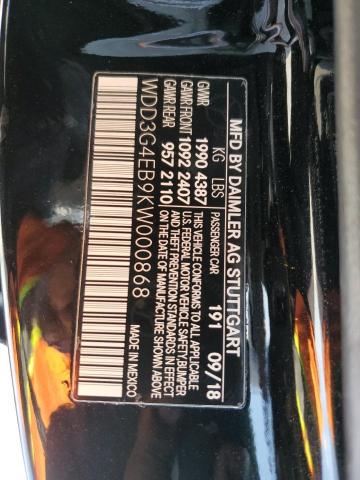 MFD BY DAIMLER AG STUTTGART
KG LBS PASSENGER CAR 191 09/18
GVWR 1990 4387
GAWR FRONT 1092 2407
GAWR REAR 957 2110
THIS VEHICLE CONFORMS TO ALL APPLICABLE
U.S. FEDERAL MOTOR VEHICLE SAFETY/BUMPER
AND THEFT PREVENTION STANDARDS IN EFFECT
ON THE DATE OF MANUFACTURE SHOWN ABOVE
WDD3G4EB9KW000868
MADE IN MEXICO